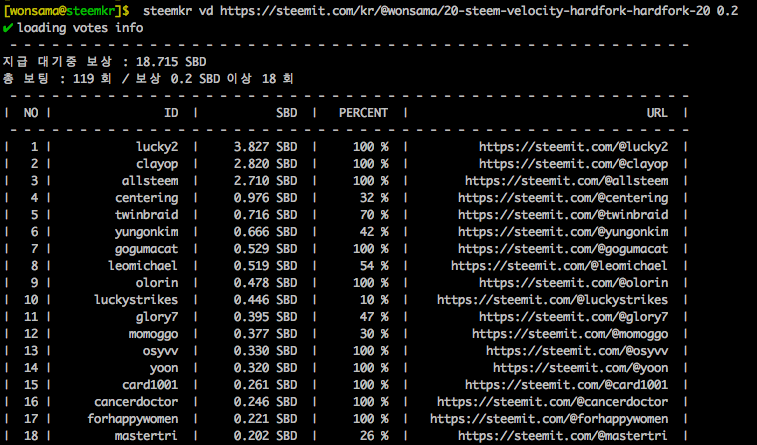 [wonsama@steemkr]$ steemkr vd https://steemit.com/kr/@wonsama/20-steem-velocity-hardfork-hardfork-20 0.2
✔ loading votes info
- - - - - - - - - - - - - - - - - - - - - - - - - - - - - - - - - - - - - - - - - - - - - - - - -
지급 대기중 보상 : 18.715 SBD
총 보팅 : 119 회 / 보상 0.2 SBD 이상 18 회
- - - - - - - - - - - - - - - - - - - - - - - - - - - - - - - - - - - - - - - - - - - - - - - - -
| NO | ID | SBD | PERCENT | URL |
- - - - - - - - - - - - - - - - - - - - - - - - - - - - - - - - - - - - - - - - - - - - - - - - -
| 1 | lucky2 | 3.827 SBD | 100 % | https://steemit.com/@lucky2 |
| 2 | clayop | 2.820 SBD | 100 % | https://steemit.com/@clayop |
| 3 | allsteem | 2.710 SBD | 100 % | https://steemit.com/@allsteem |
| 4 | centering | 0.976 SBD | 32 % | https://steemit.com/@centering |
| 5 | twinbraid | 0.716 SBD | 70 % | https://steemit.com/@twinbraid |
| 6 | yungonkim | 0.666 SBD | 42 % | https://steemit.com/@yungonkim |
| 7 | gogumacat | 0.529 SBD | 100 % | https://steemit.com/@gogumacat |
| 8 | leomichael | 0.519 SBD | 54 % | https://steemit.com/@leomichael |
| 9 | olorin | 0.478 SBD | 100 % | https://steemit.com/@olorin |
| 10 | luckystrikes | 0.446 SBD | 10 % | https://steemit.com/@luckystrikes |
| 11 | glory7 | 0.395 SBD | 47 % | https://steemit.com/@glory7 |
| 12 | momoggo | 0.377 SBD | 30 % | https://steemit.com/@momoggo |
| 13 | osyvv | 0.330 SBD | 100 % | https://steemit.com/@osyvv |
| 14 | yoon | 0.320 SBD | 100 % | https://steemit.com/@yoon |
| 15 | card1001 | 0.261 SBD | 100 % | https://steemit.com/@card1001 |
| 16 | cancerdoctor | 0.246 SBD | 100 % | https://steemit.com/@cancerdoctor |
| 17 | forhappywomen | 0.221 SBD | 100 % | https://steemit.com/@forhappywomen |
| 18 | mastertri | 0.202 SBD | 26 % | https://steemit.com/@mastertri |